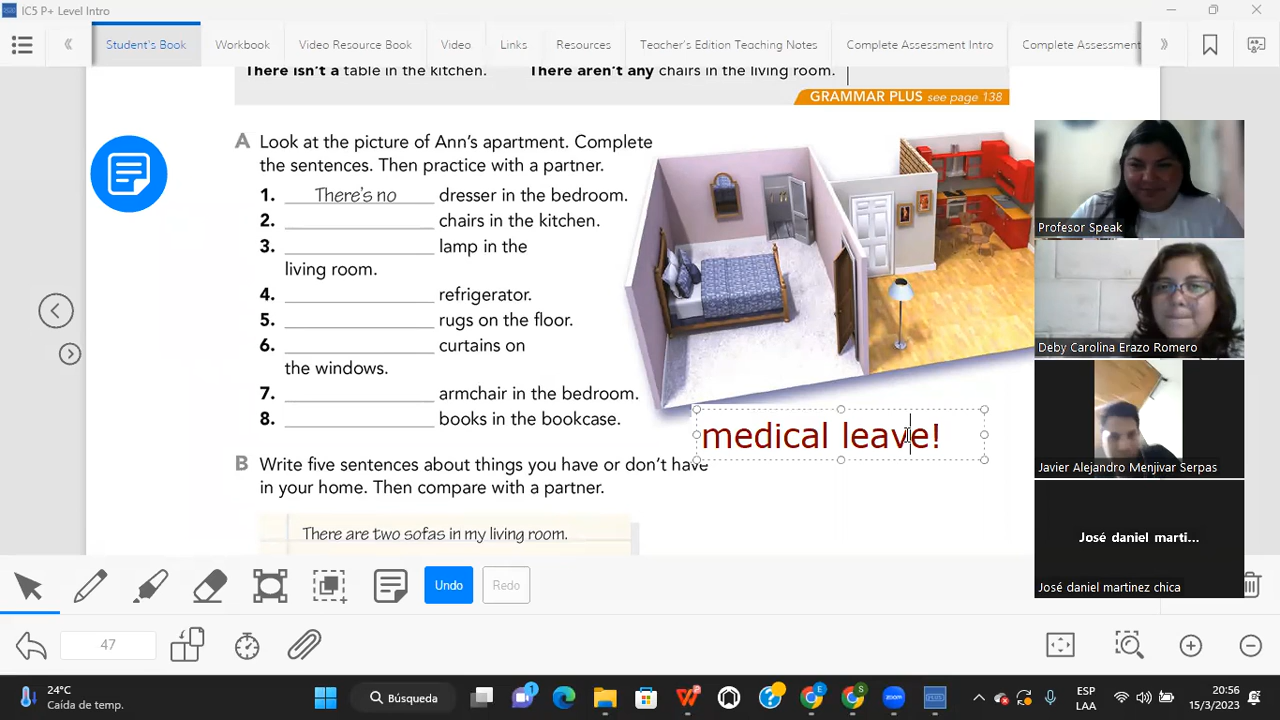 IC5 P+ Level Intro
Student's Book
Workbook
Video Resource Book
Video
Links
Resources
Teacher's Edition Teaching Notes
Complete Assessment Intro
Complete Assessment
There isn't a table in the kitchen. There aren't any chairs in the living room.
GRAMMAR PLUS see page 138
A Look at the picture of Ann's apartment. Complete
the sentences. Then practice with a partner.
1. There's no dresser in the bedroom.
2. chairs in the kitchen.
3. lamp in the
living room.
4. refrigerator.
5. rugs on the floor.
6. curtains on
the windows.
7. armchair in the bedroom.
8. books in the bookcase.
medical leave!
B Write five sentences about things you have or don't have
in your home. Then compare with a partner.
There are two sofas in my living room.
Profesor Speak
Deby Carolina Erazo Romero
Javier Alejandro Menjivar Serpas
José daniel marti...
José daniel martinez chica
Undo
Redo
47
24°C
Caída de temp.
Búsqueda
ESP
LAA
20:56
15/3/2023